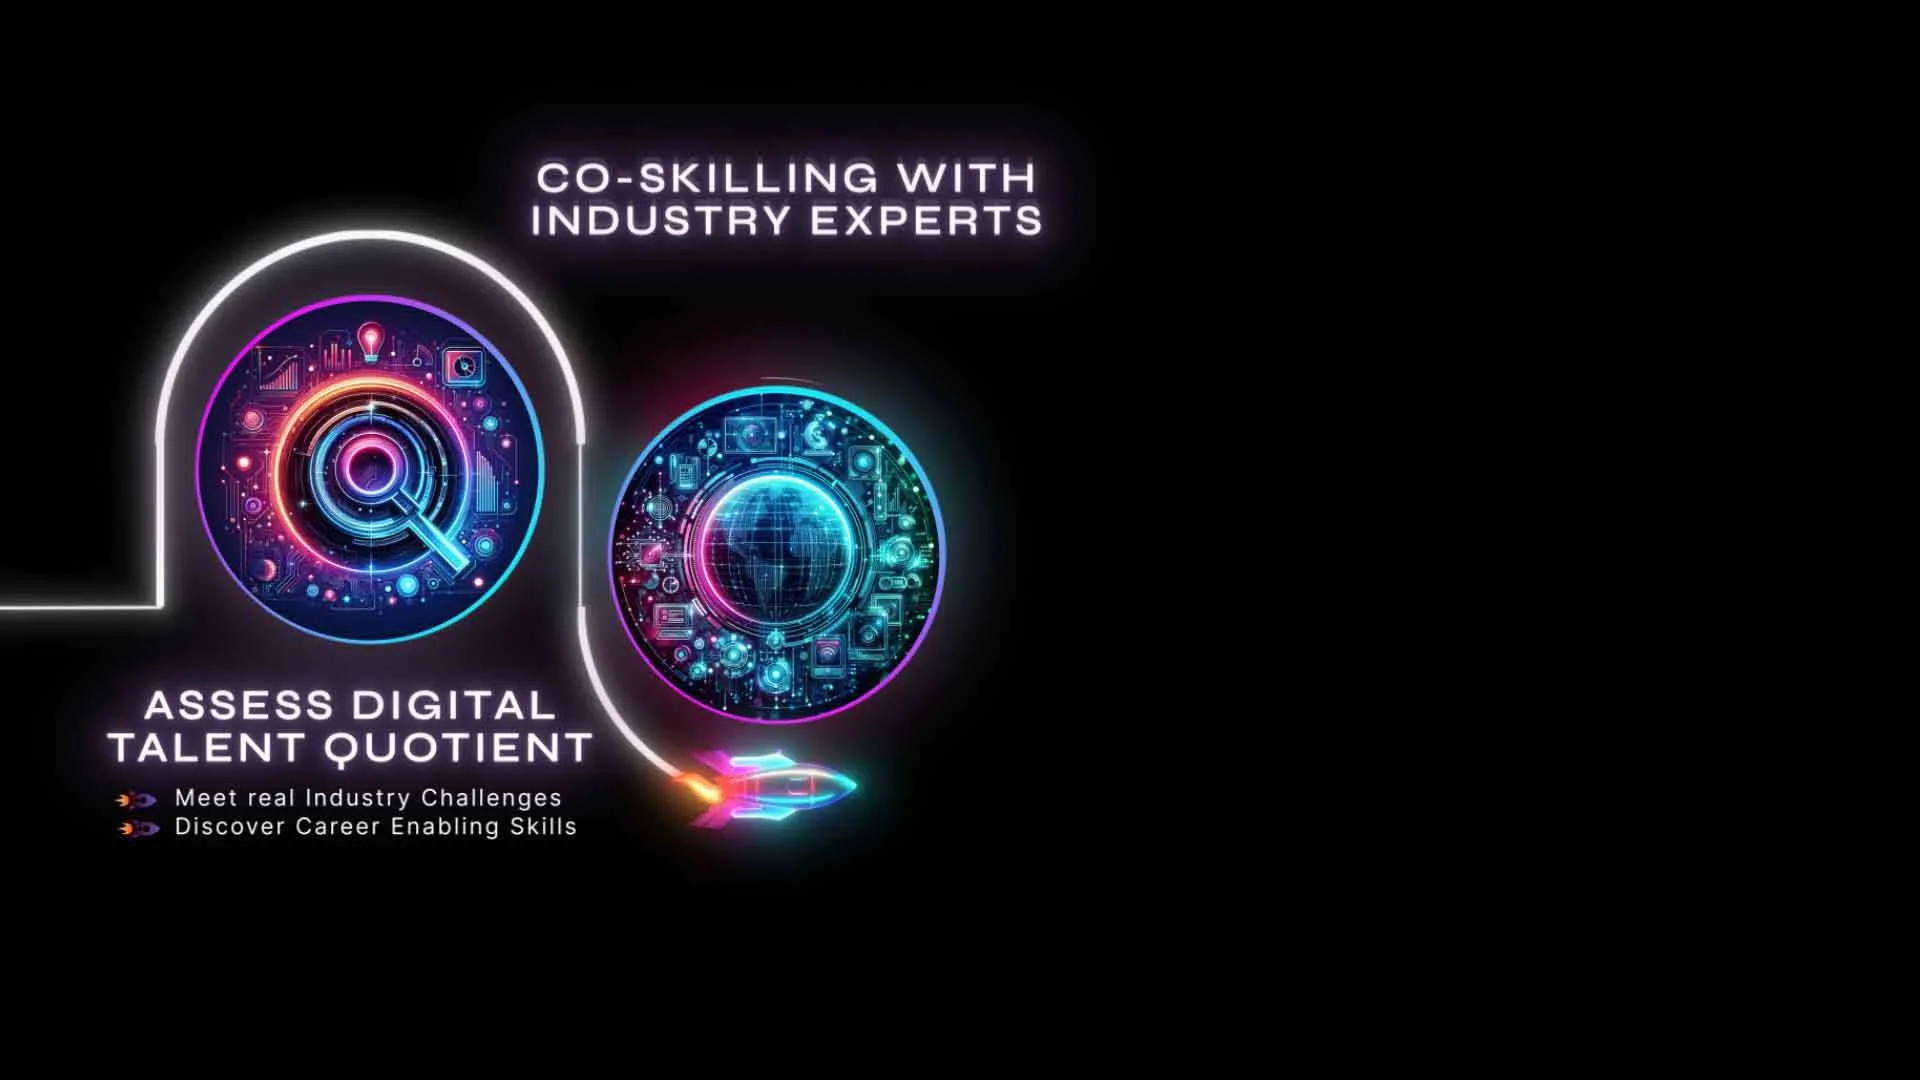 CO-SKILLING WITH
INDUSTRY EXPERTS
ASSESS DIGITAL
TALENT QUOTIENT
Meet real Industry Challenges
Discover Career Enabling Skills